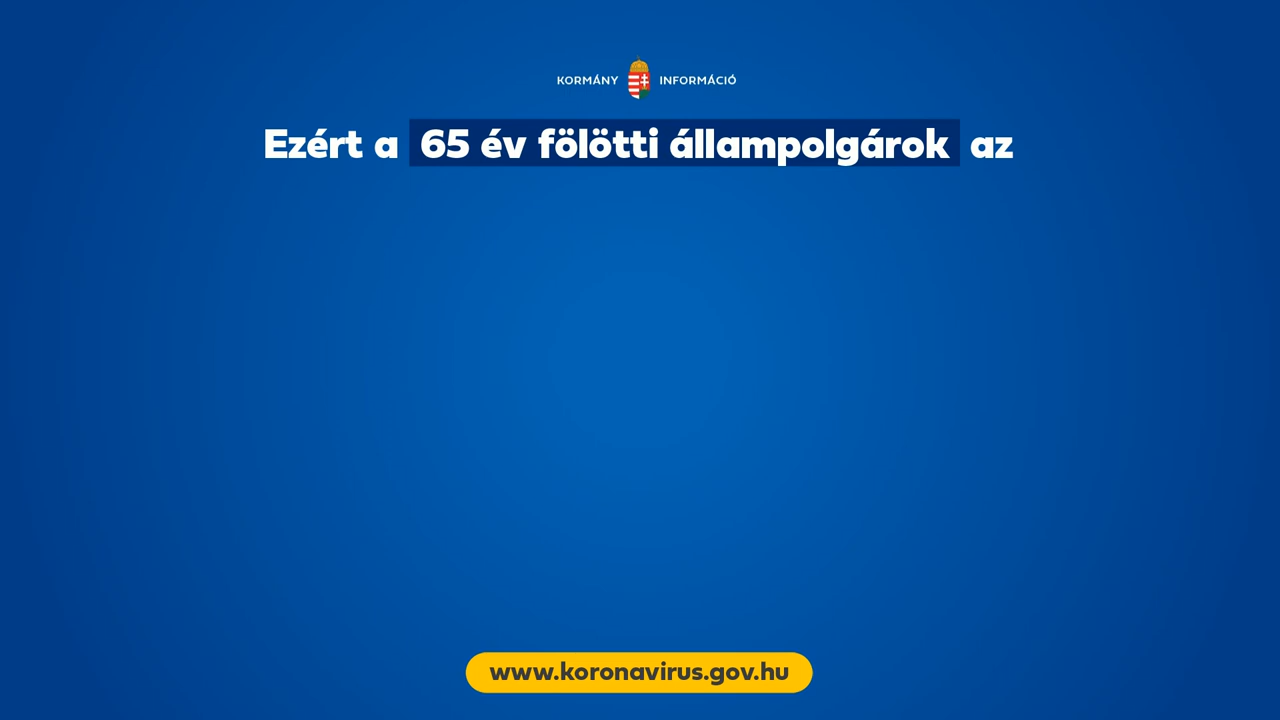 KORMÁNY INFORMÁCIÓ
Ezért a 65 év fölötti állampolgárok az
www.koronavirus.gov.hu